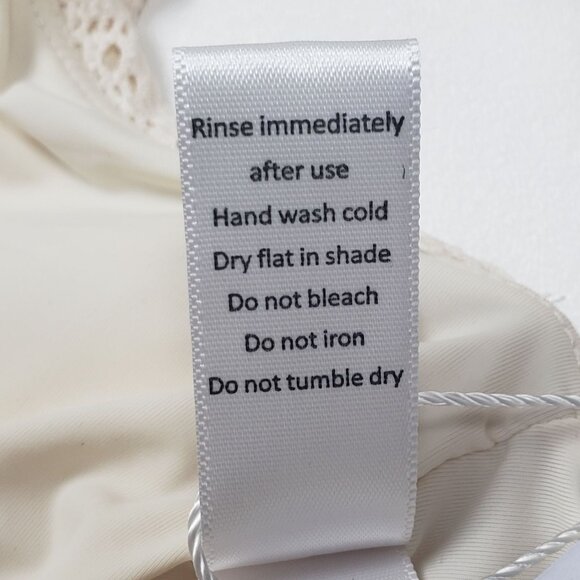 Rinse immediately
after use
Hand wash cold
Dry flat in shade
Do not bleach
Do not iron
Do not tumble dry